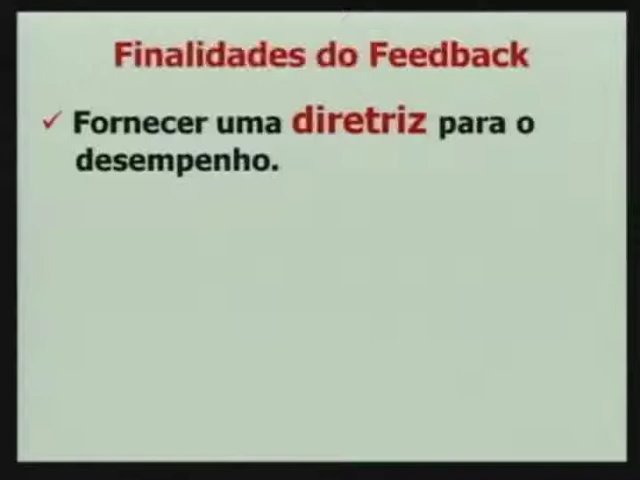 Finalidades do Feedback
✓ Fornecer uma diretriz para o
desempenho.